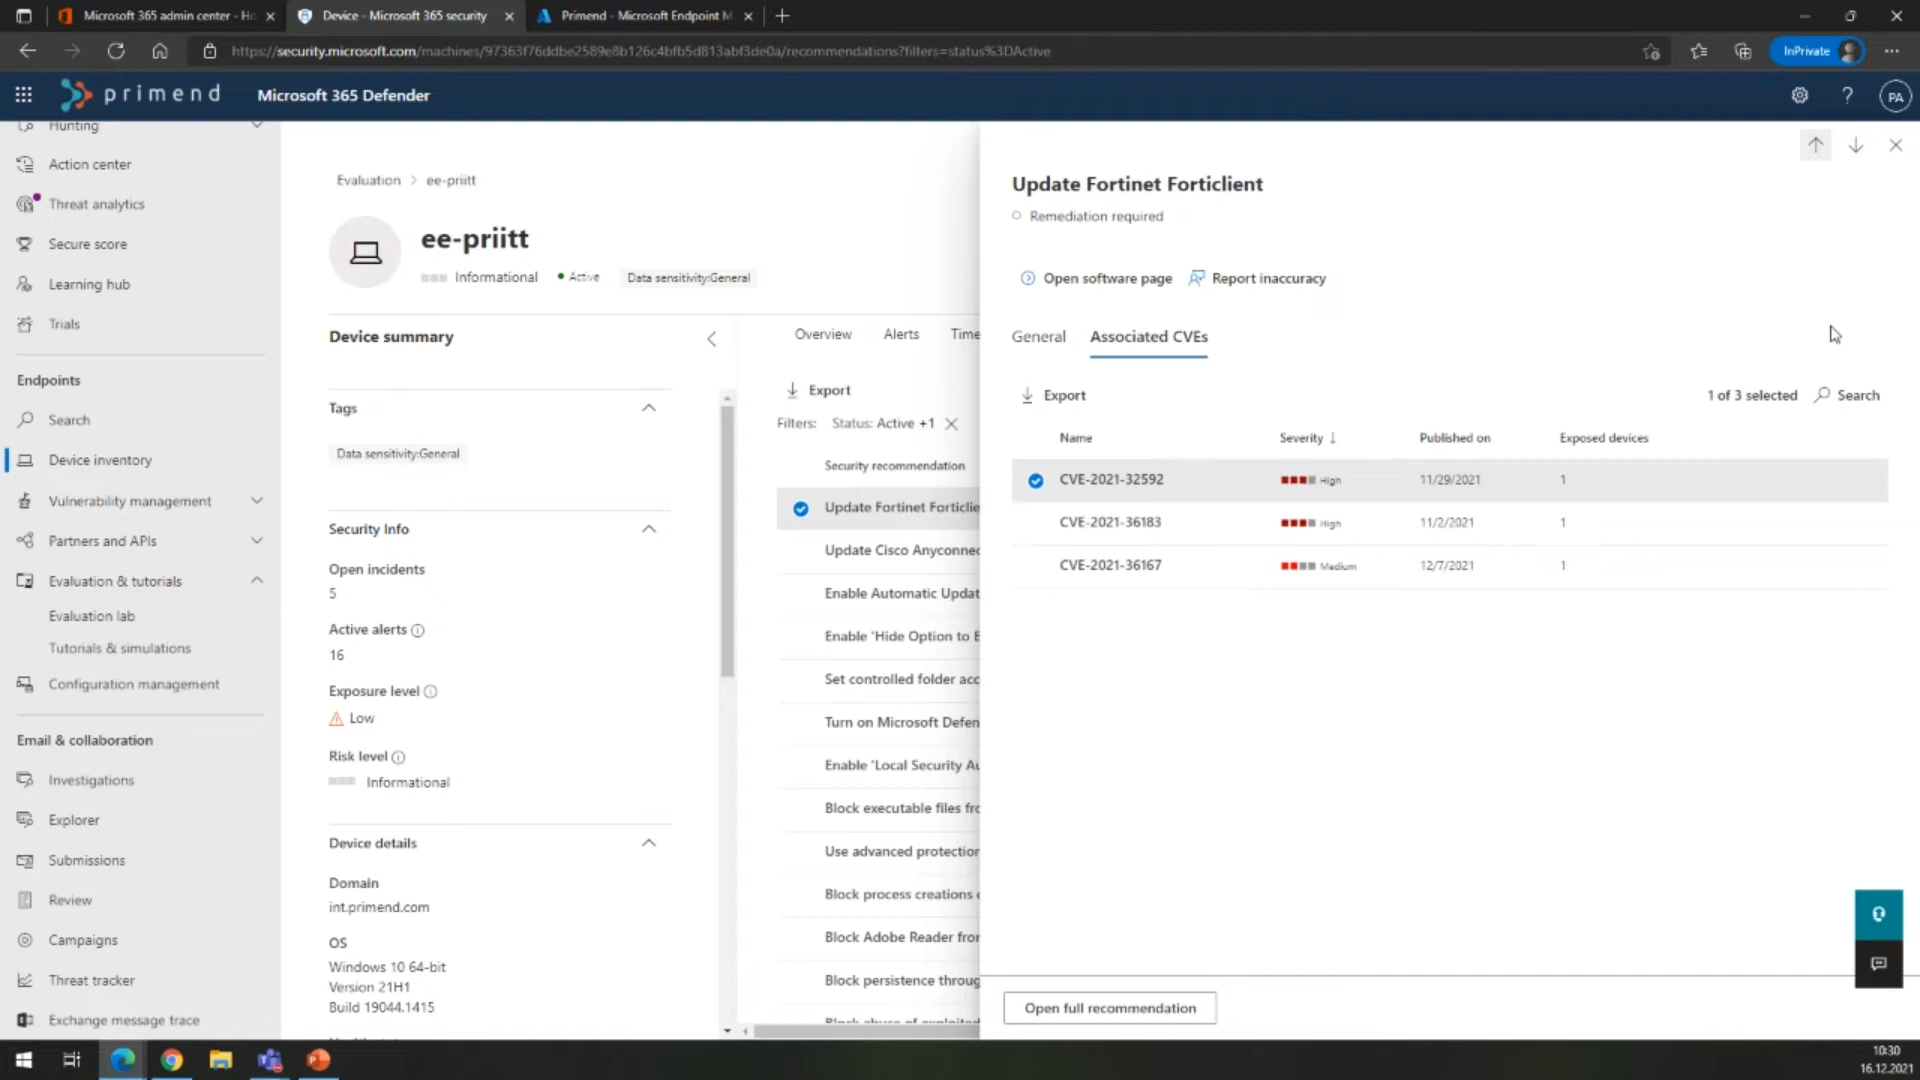 Microsoft 365 admin center - Ho
Device - Microsoft 365 security
Primend - Microsoft Endpoint M
https://security.microsoft.com/machines/97363f76ddbe2589e8b126c4bfb5d813abf3de0a/recommendations?filters=status%3DActive
InPrivate
primend
Microsoft 365 Defender
?
PA
Hunting
Action center
Threat analytics
Secure score
Learning hub
Trials
Endpoints
Search
Device inventory
Vulnerability management
Partners and APIs
Evaluation & tutorials
Evaluation lab
Tutorials & simulations
Configuration management
Email & collaboration
Investigations
Explorer
Submissions
Review
Campaigns
Threat tracker
Exchange message trace
Evaluation > ee-priitt
ee-priitt
Informational
Active
Data sensitivity:General
Device summary
Tags
Data sensitivity:General
Security Info
Open incidents
5
Active alerts
16
Exposure level
Low
Risk level
Informational
Device details
Domain
int.primend.com
OS
Windows 10 64-bit
Version 21H1
Build 19044.1415
Overview Alerts Time
Export
Filters: Status: Active +1
Security recommendation
Update Fortinet Forticlie
Update Cisco Anyconnec
Enable Automatic Updat
Enable 'Hide Option to E
Set controlled folder acc
Turn on Microsoft Defen
Enable 'Local Security Au
Block executable files fro
Use advanced protection
Block process creations o
Block Adobe Reader from
Block persistence throug
Block abuse of exploited
Update Fortinet Forticlient
Remediation required
Open software page Report inaccuracy
General Associated CVEs
Export 1 of 3 selected Search
Name Severity ↓ Published on Exposed devices
CVE-2021-32592 High 11/29/2021 1
CVE-2021-36183 High 11/2/2021 1
CVE-2021-36167 Medium 12/7/2021 1
Open full recommendation
10:30
16.12.2021